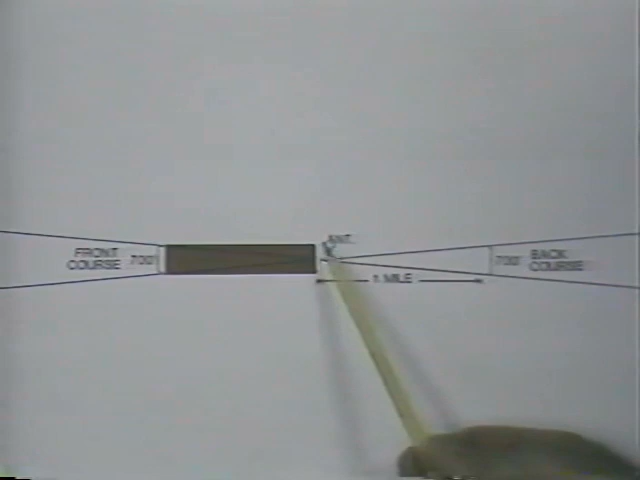 ANT.
FRONT
COURSE
700'
1 MILE
700'
BACK
COURSE